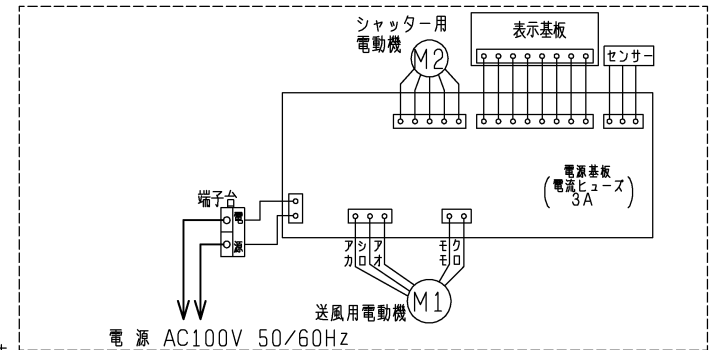 シャッター用
電動機
M2
表示基板
センサー
電源基板
(電流ヒューズ)
3A
端子台
電
源
アカ
シロ
アオ
モモ
クロ
M1
送風用電動機
電 源 AC100V 50/60Hz